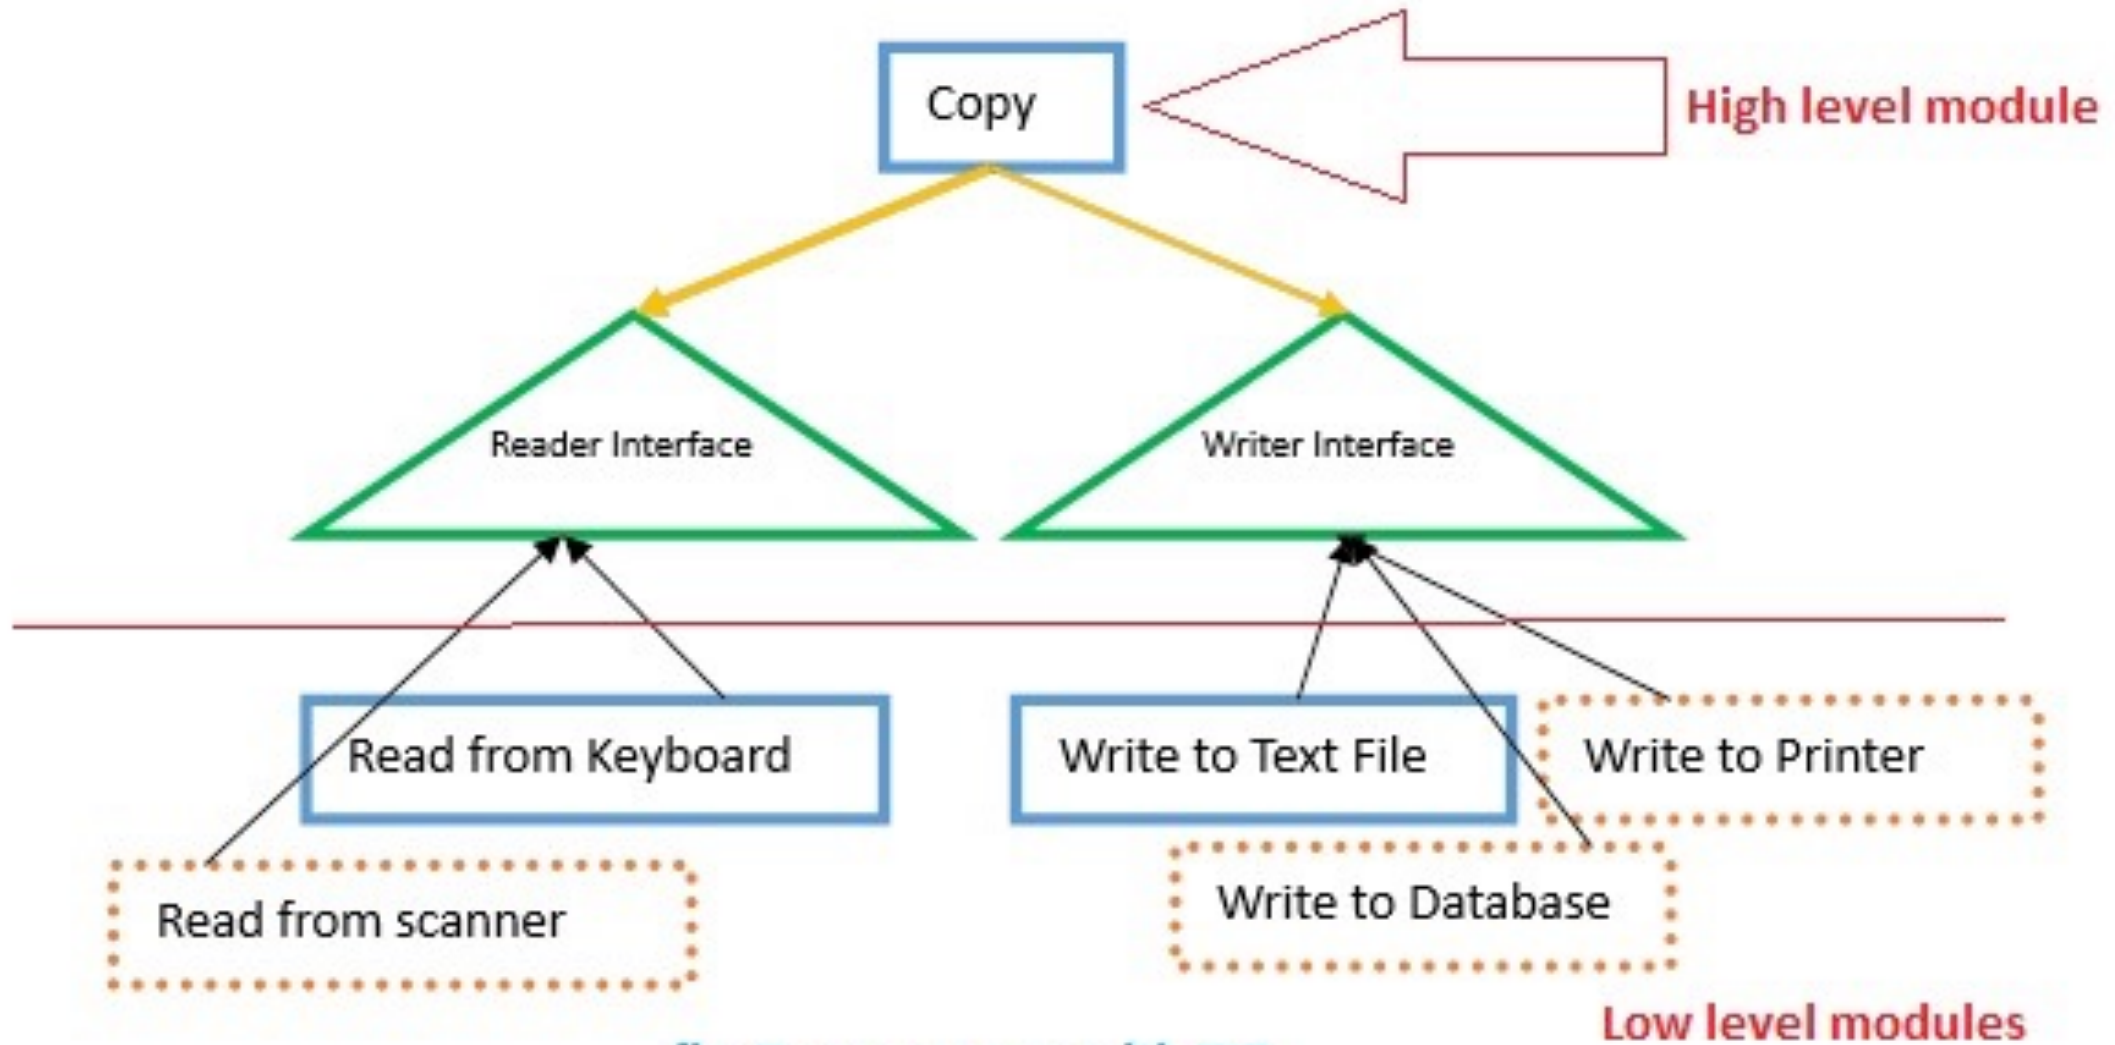 Copy
High level module
Reader Interface
Writer Interface
Read from Keyboard
Write to Text File
Write to Printer
Read from scanner
Write to Database
Low level modules